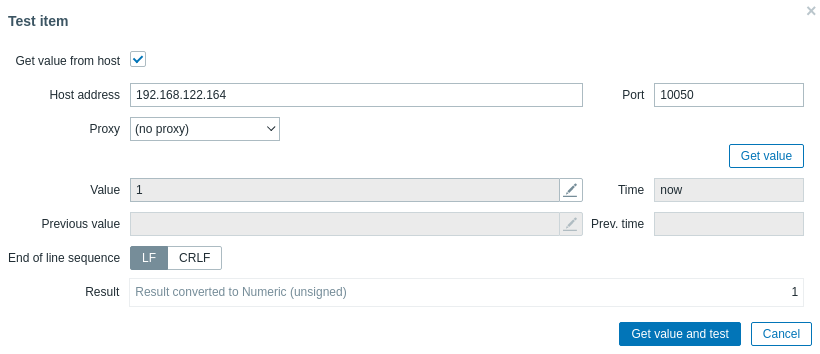 Test item
Get value from host
Host address 192.168.122.164 Port 10050
Proxy (no proxy)
Get value
Value 1 Time now
Previous value Prev. time
End of line sequence LF CRLF
Result Result converted to Numeric (unsigned) 1
Get value and test Cancel